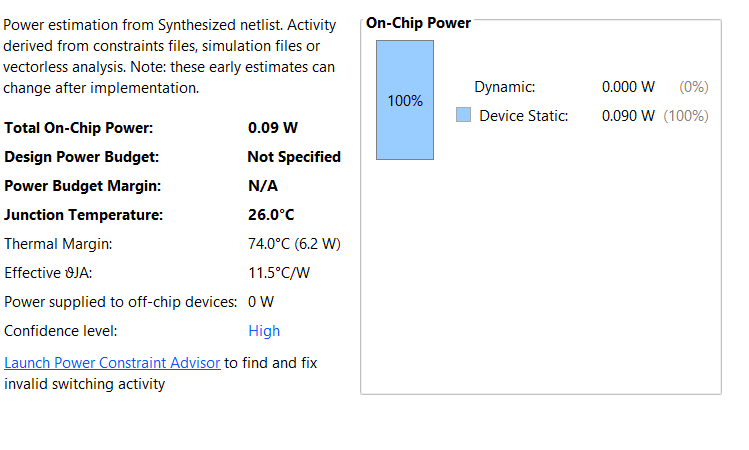 Power estimation from Synthesized netlist. Activity
derived from constraints files, simulation files or
vectorless analysis. Note: these early estimates can
change after implementation.
Total On-Chip Power: 0.09 W
Design Power Budget: Not Specified
Power Budget Margin: N/A
Junction Temperature: 26.0°C
Thermal Margin: 74.0°C (6.2 W)
Effective ϑJA: 11.5°C/W
Power supplied to off-chip devices: 0 W
Confidence level: High
Launch Power Constraint Advisor to find and fix
invalid switching activity
On-Chip Power
100%
Dynamic: 0.000 W (0%)
Device Static: 0.090 W (100%)